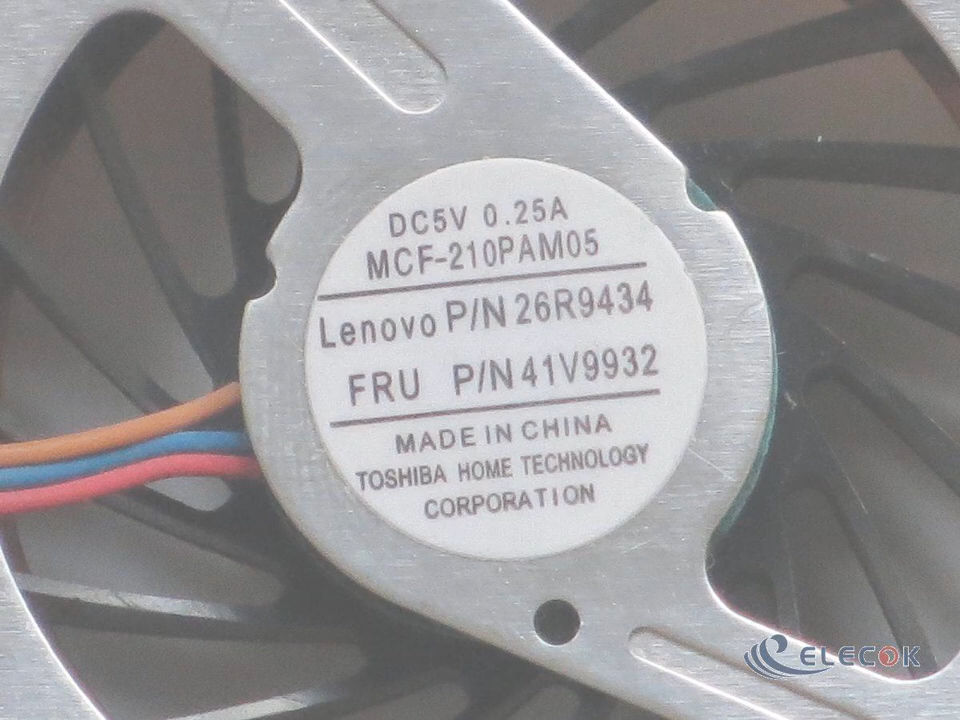 DC5V 0.25A
MCF-210PAM05
Lenovo P/N 26R9434
FRU P/N 41V9932
MADE IN CHINA
TOSHIBA HOME TECHNOLOGY
CORPORATION
ELECOK